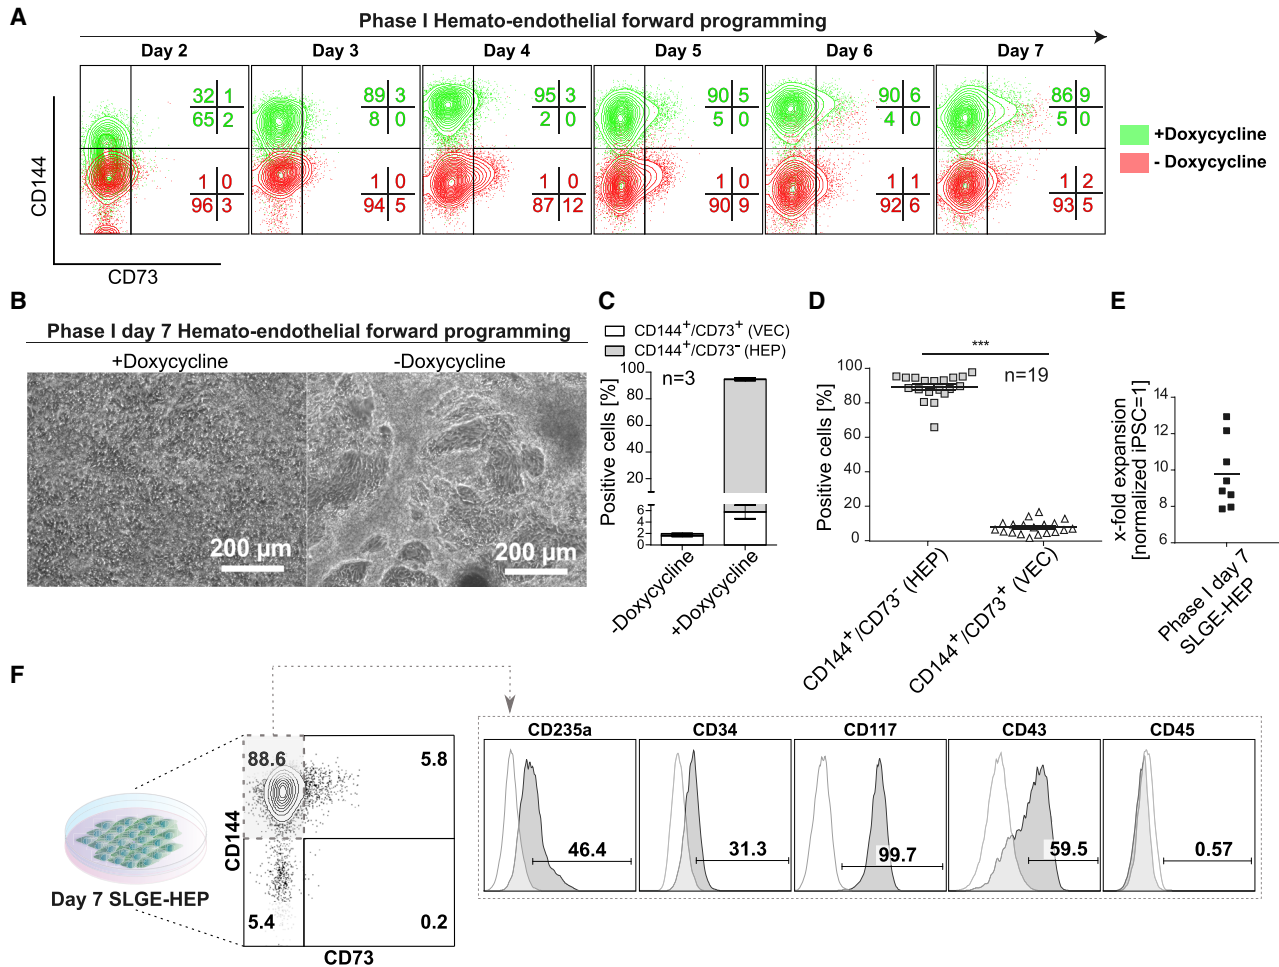 A
Phase I Hemato-endothelial forward programming
Day 2 Day 3 Day 4 Day 5 Day 6 Day 7
32 1 89 3 95 3 90 5 90 6 86 9
65 2 8 0 2 0 5 0 4 0 5 0
1 0 1 0 1 0 1 0 1 1 1 2
96 3 94 5 87 12 90 9 92 6 93 5
CD144
CD73
+Doxycycline
- Doxycycline
B
Phase I day 7 Hemato-endothelial forward programming
+Doxycycline -Doxycycline
200 µm 200 µm
C
CD144+/CD73+ (VEC)
CD144+/CD73- (HEP)
n=3
Positive cells [%]
100
80
60
40
20
6
4
2
0
-Doxycycline
+Doxycycline
D
***
n=19
Positive cells [%]
100
80
60
40
20
0
CD144+/CD73- (HEP)
CD144+/CD73+ (VEC)
E
x-fold expansion
[normalized iPSC=1]
14
12
10
8
6
Phase I day 7
SLGE-HEP
F
Day 7 SLGE-HEP
CD144
88.6 5.8
5.4 0.2
CD73
CD235a CD34 CD117 CD43 CD45
46.4 31.3 99.7 59.5 0.57